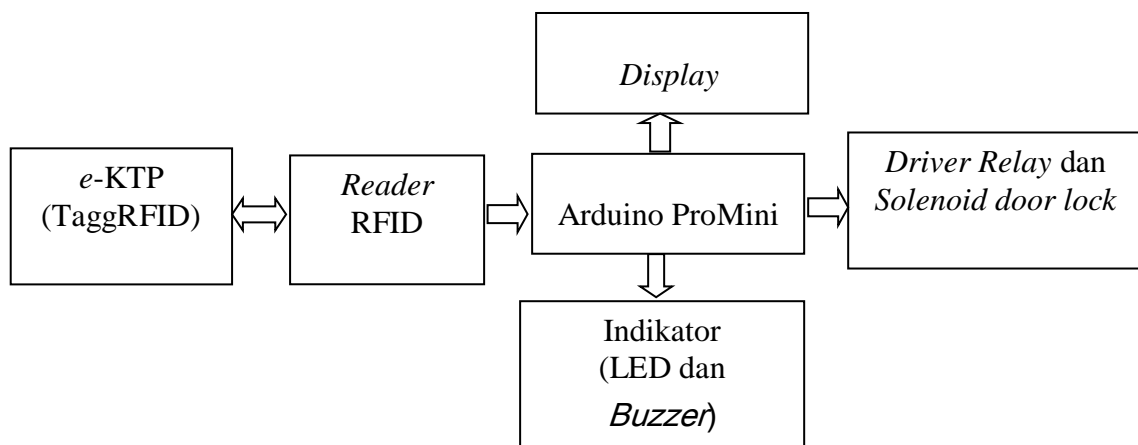 Display
e-KTP
(TaggRFID)
Reader
RFID
Arduino ProMini
Driver Relay dan
Solenoid door lock
Indikator
(LED dan
Buzzer)